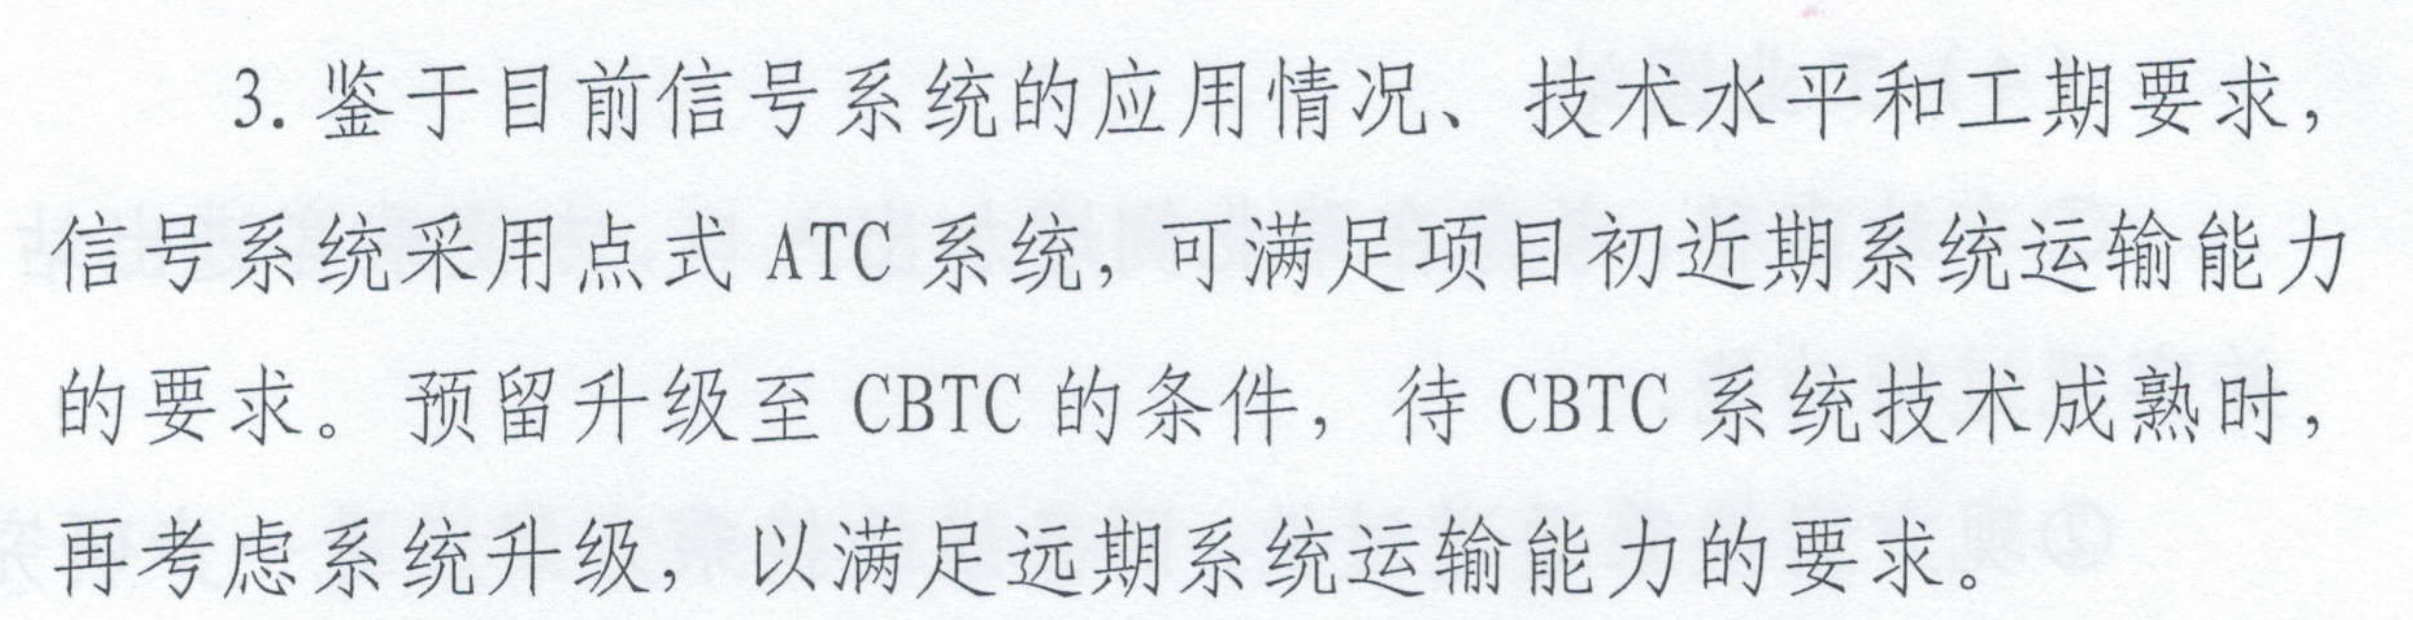 3. 鉴于目前信号系统的应用情况、技术水平和工期要求，
信号系统采用点式 ATC 系统，可满足项目初近期系统运输能力
的要求。预留升级至 CBTC 的条件，待 CBTC 系统技术成熟时，
再考虑系统升级，以满足远期系统运输能力的要求。